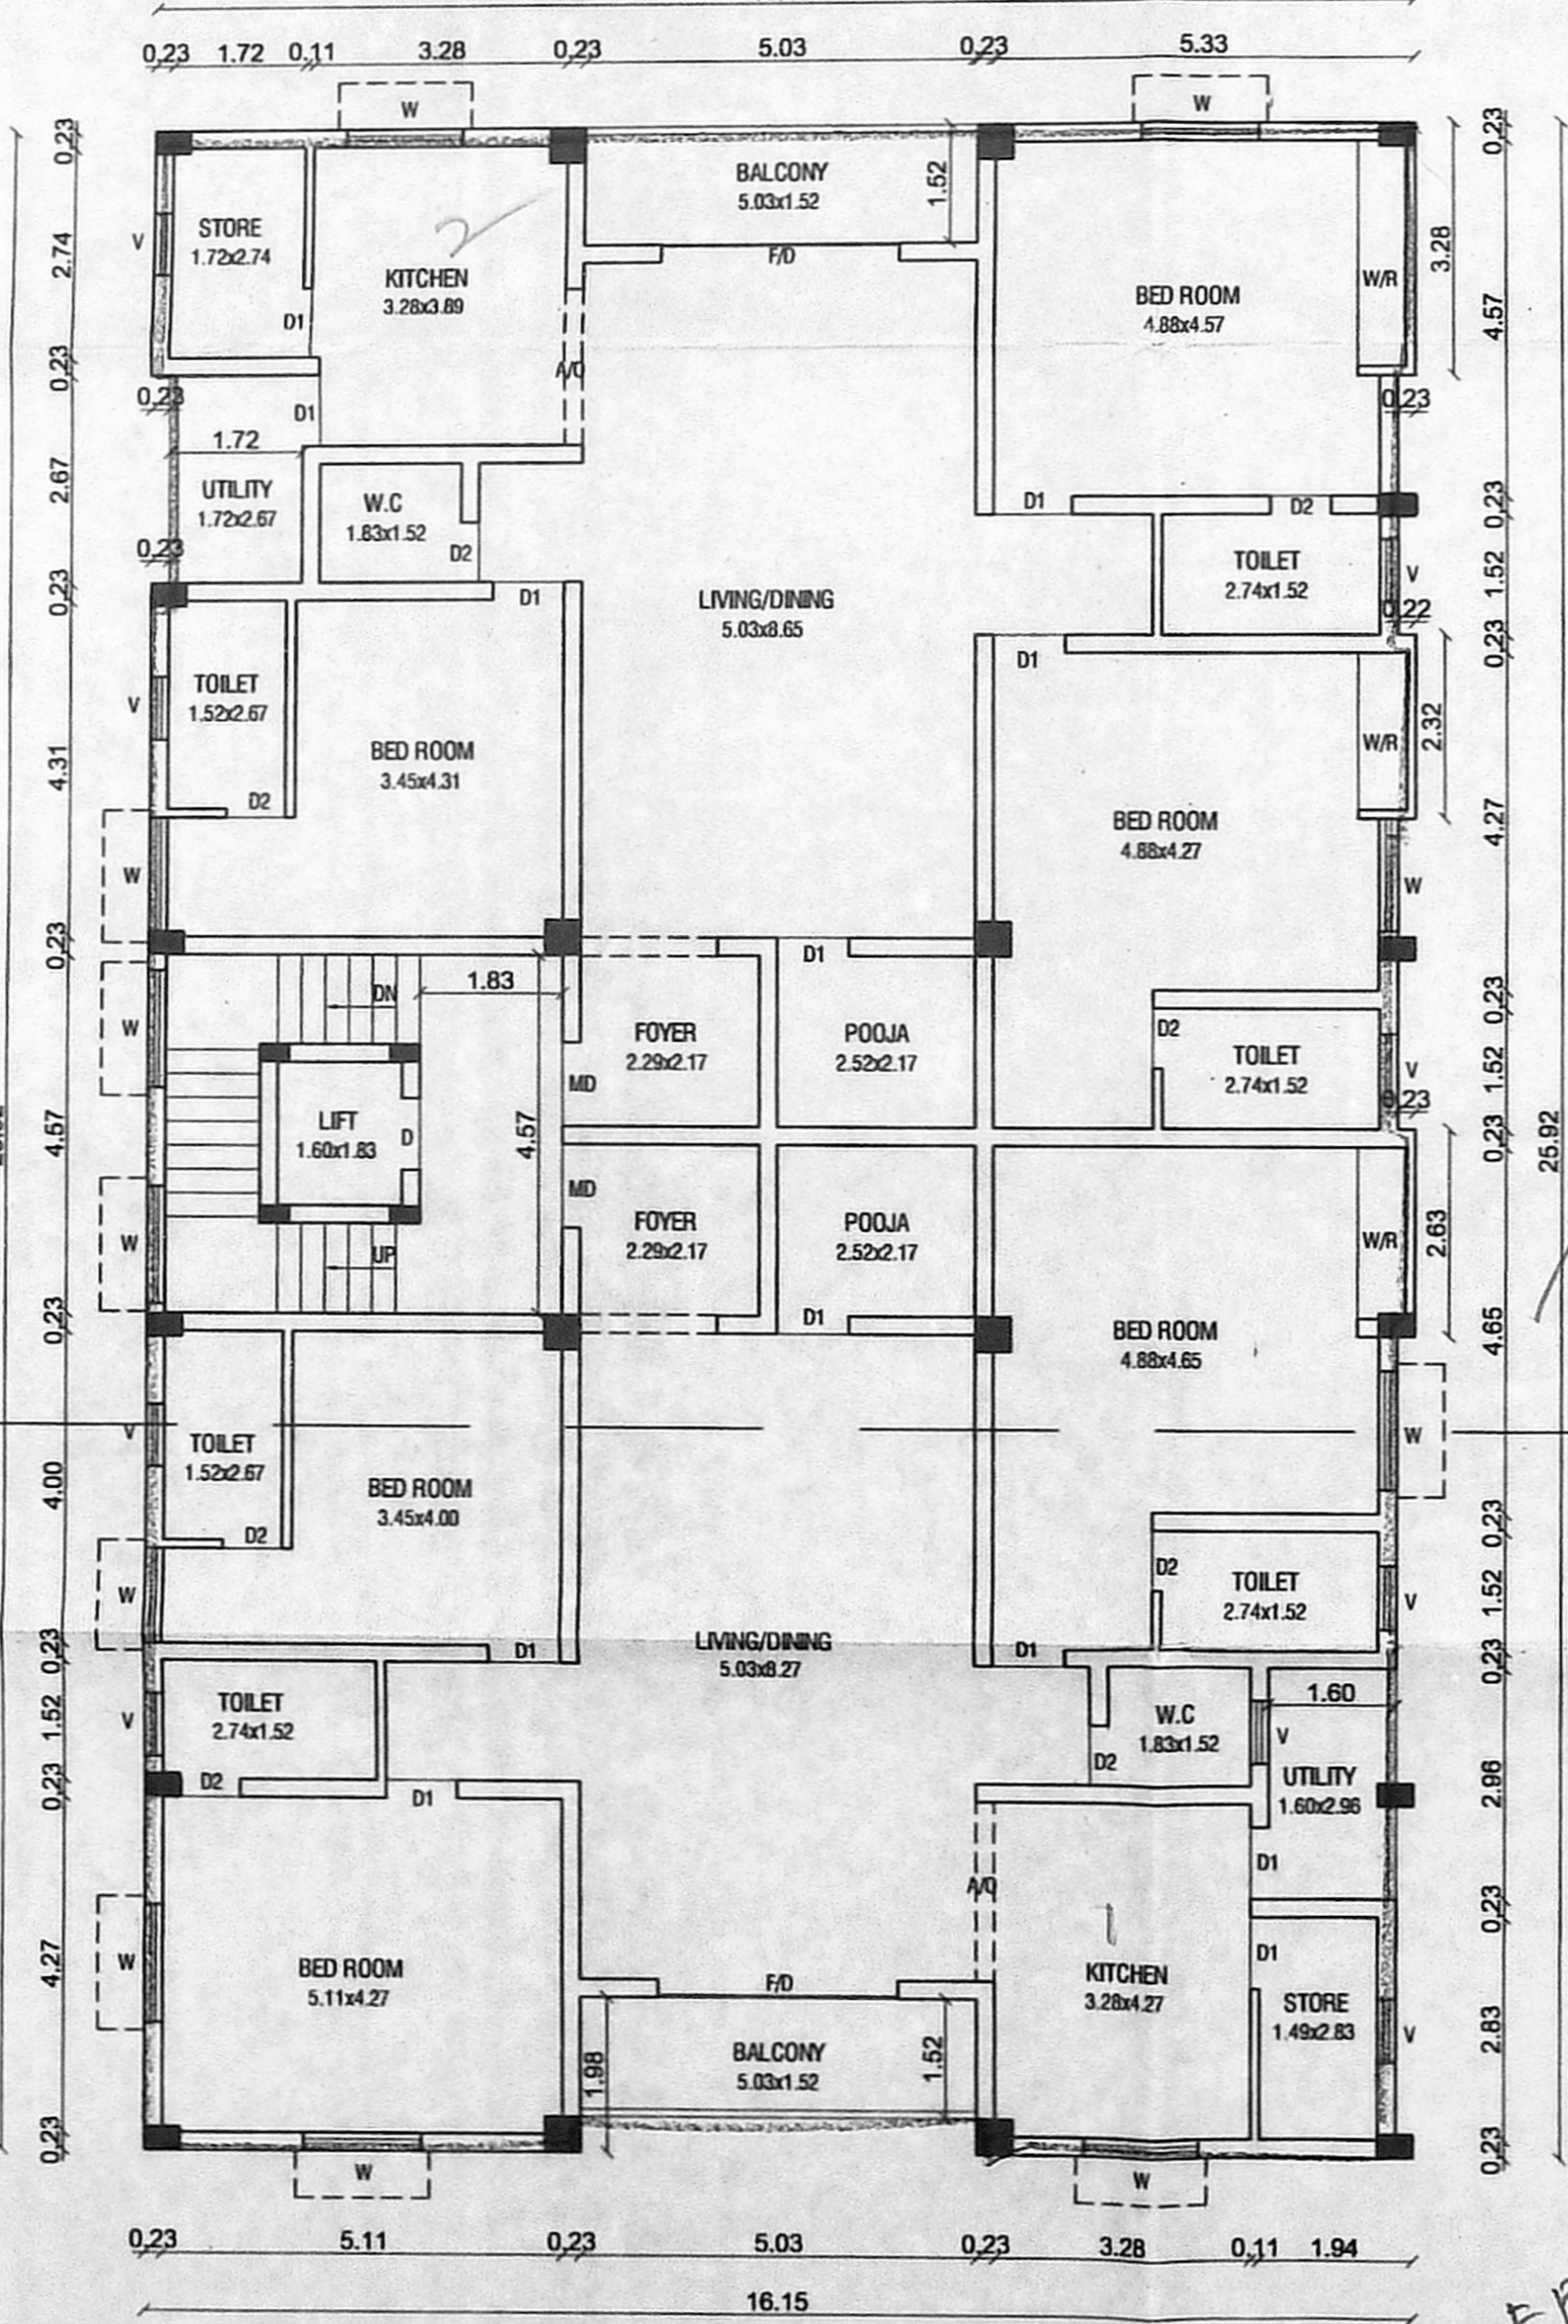 0,23 1.72 0,11 3.28 0,23 5.03 0,23 5.33
W W
0,23 0,23
BALCONY
5.03x1.52
1.52
STORE
1.72x2.74
V
2.74
2
KITCHEN
3.28x3.89
F/D
BED ROOM
4.88x4.57
W/R
3.28
4.57
D1
A/O
0,23
0,23
D1
0,23
1.72
2.67
UTILITY
1.72x2.67
W.C
1.83x1.52
D2
D1
D2
0,23
0,23
TOILET
2.74x1.52
V
1.52
0,22
0,23
D1
LIVING/DINING
5.03x8.65
D1
0,23
TOILET
1.52x2.67
V
W/R
2.32
BED ROOM
3.45x4.31
4.31
D2
BED ROOM
4.88x4.27
4.27
W
W
0,23
D1
DN
1.83
W
FOYER
2.29x2.17
POOJA
2.52x2.17
D2
0,23
TOILET
2.74x1.52
V
1.52
0,23
MD
LIFT
1.60x1.83
D
4.57
4.57
0,23
25.92
MD
FOYER
2.29x2.17
POOJA
2.52x2.17
W/R
2.63
W
UP
0,23
D1
BED ROOM
4.88x4.65
4.65
V
TOILET
1.52x2.67
W
BED ROOM
3.45x4.00
4.00
D2
0,23
D2
TOILET
2.74x1.52
V
1.52
W
0,23
D1
LIVING/DINING
5.03x8.27
D1
0,23
TOILET
2.74x1.52
V
1.52
W.C
1.83x1.52
1.60
V
D2
UTILITY
1.60x2.96
2.96
0,23
D2
D1
D1
A/O
0,23
1
D1
BED ROOM
5.11x4.27
W
4.27
F/D
KITCHEN
3.28x4.27
STORE
1.49x2.83
V
2.83
1.98
BALCONY
5.03x1.52
1.52
0,23 0,23
W W
0,23 5.11 0,23 5.03 0,23 3.28 0,11 1.94
16.15